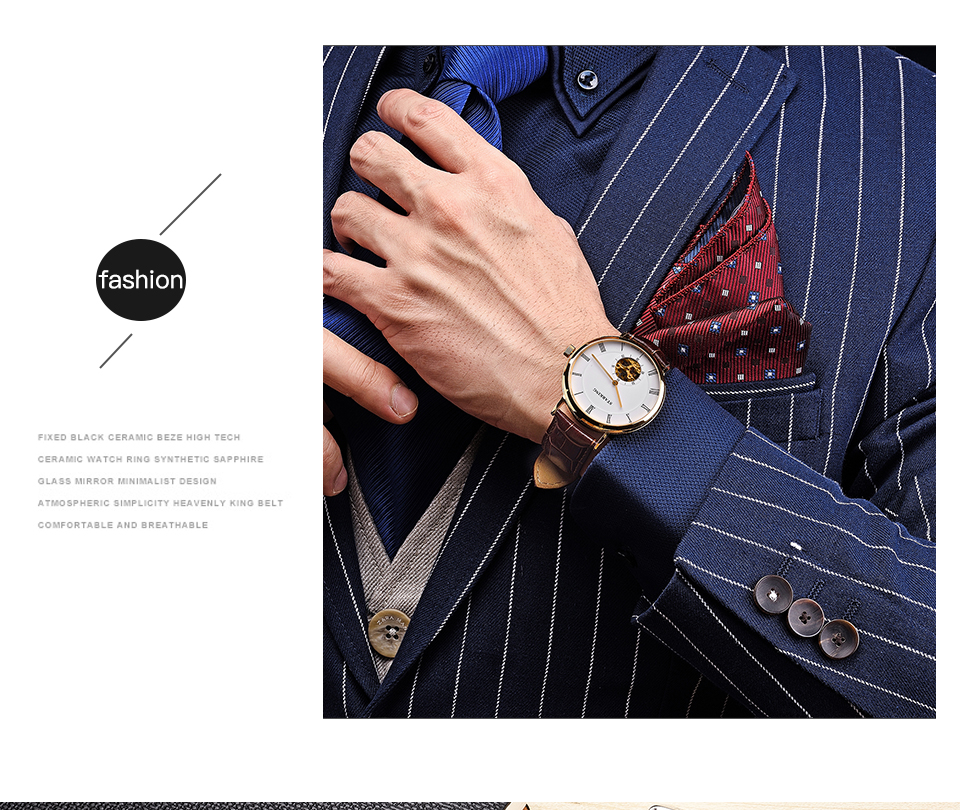 fashion
FIXED BLACK CERAMIC BEZE HIGH TECH
CERAMIC WATCH RING SYNTHETIC SAPPHIRE
GLASS MIRROR MINIMALIST DESIGN
ATMOSPHERIC SIMPLICITY HEAVENLY KING BELT
COMFORTABLE AND BREATHABLE
STARKING